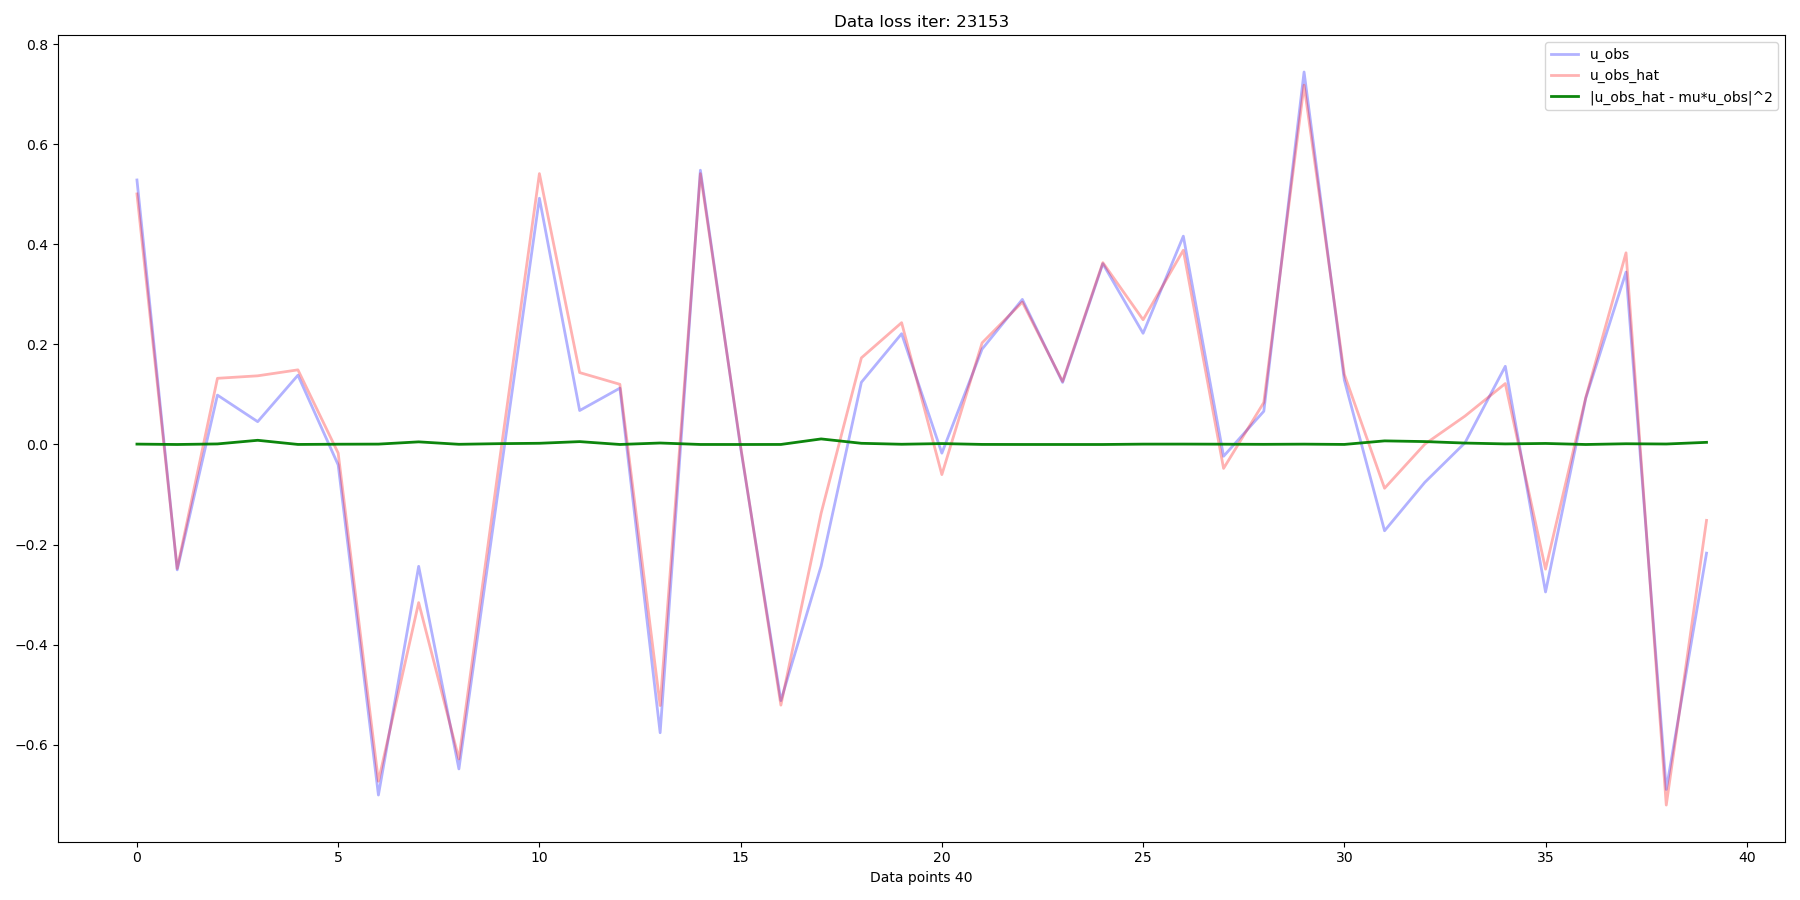 Data loss iter: 23153
u_obs
u_obs_hat
|u_obs_hat - mu*u_obs|^2
0.8
0.6
0.4
0.2
0.0
−0.2
−0.4
−0.6
0 5 10 15 20 25 30 35 40
Data points 40